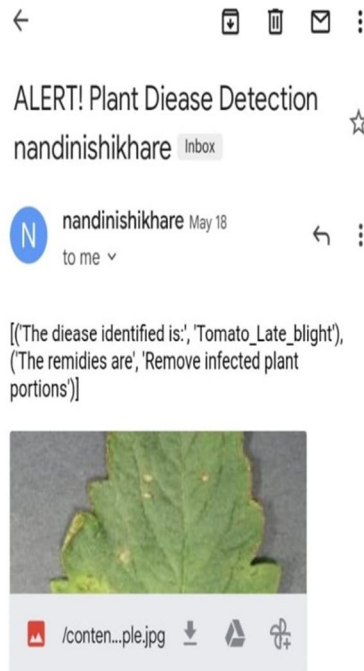 ALERT! Plant Diease Detection
nandinishikhare Inbox
N
nandinishikhare May 18
to me
[('The diease identified is:', 'Tomato_Late_blight'),
('The remidies are', 'Remove infected plant
portions')]
/conten...ple.jpg